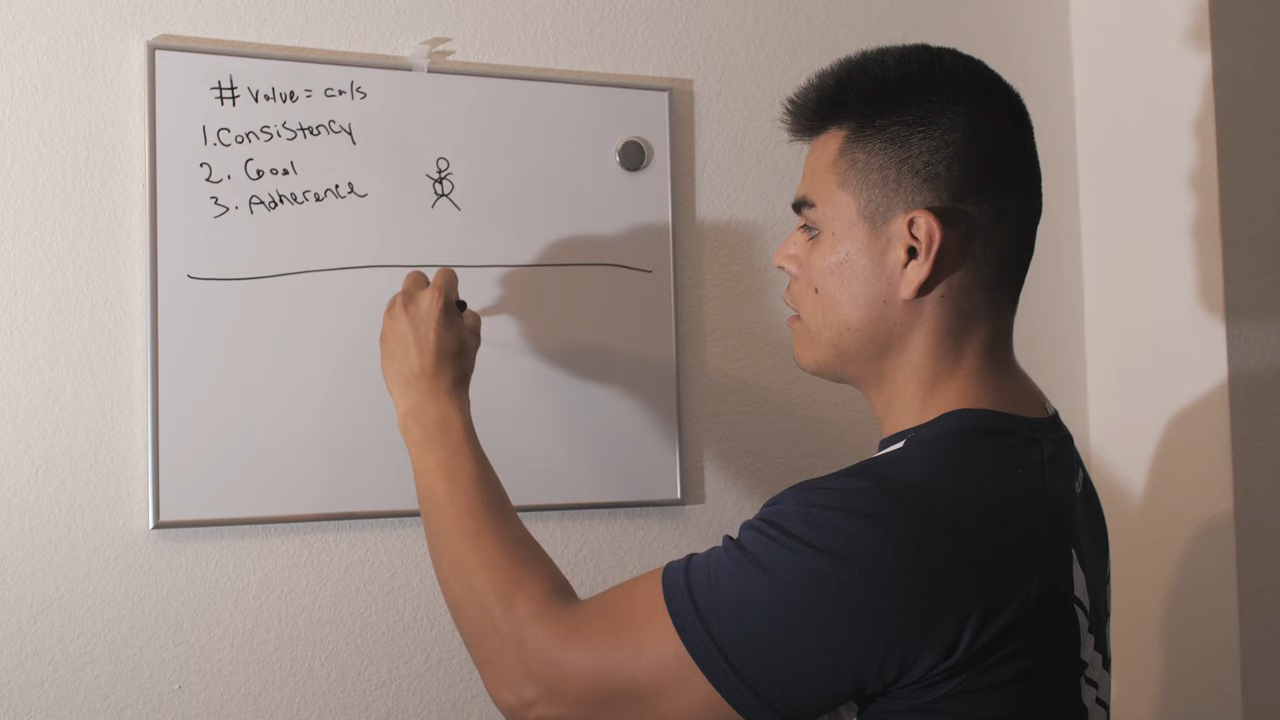 # Value = cals
1. Consistency
2. Goal
3. Adherence